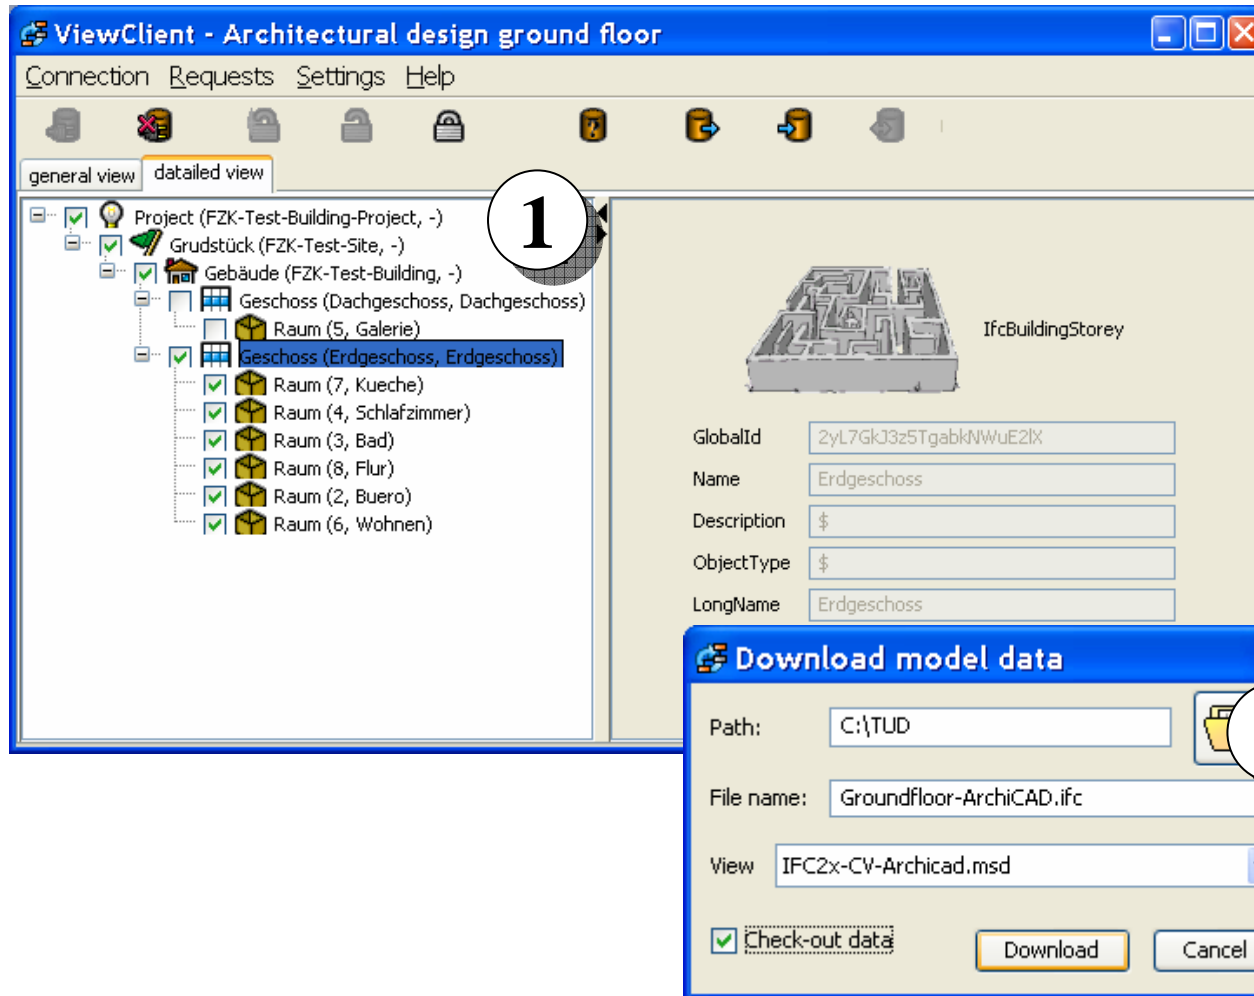 ViewClient - Architectural design ground floor
Connection Requests Settings Help
general view datailed view
1
Project (FZK-Test-Building-Project, -)
Grudstück (FZK-Test-Site, -)
Gebäude (FZK-Test-Building, -)
Geschoss (Dachgeschoss, Dachgeschoss)
Raum (5, Galerie)
Geschoss (Erdgeschoss, Erdgeschoss)
Raum (7, Kueche)
Raum (4, Schlafzimmer)
Raum (3, Bad)
Raum (8, Flur)
Raum (2, Buero)
Raum (6, Wohnen)
IfcBuildingStorey
GlobalId 2yL7GkJ3z5TgabkNWuE2lX
Name Erdgeschoss
Description $
ObjectType $
LongName Erdgeschoss
Download model data
Path: C:\TUD
File name: Groundfloor-ArchiCAD.ifc
View IFC2x-CV-Archicad.msd
Check-out data Download Cancel